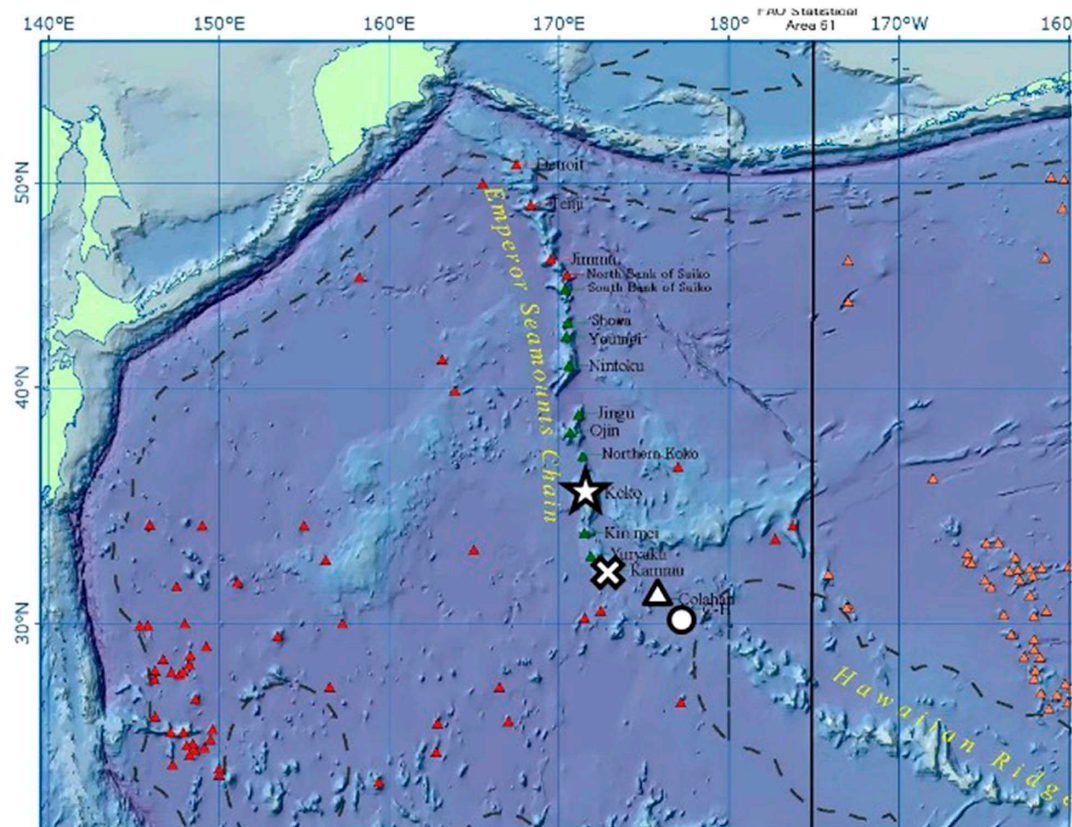 140°E 150°E 160°E 170°E 180° 170°W 160
FAO Statistical
Area 61
Detroit
50°N
Tenji
Emperor Seamounts Chain
Jimmu
North Bank of Suiko
South Bank of Suiko
Showa
Youmei
Nintoku
40°N
Jingu
Ojin
Northern Koko
Koko
Kin mei
Yuryaku
Kammu
Colahan
30°N
Hawaiian Ridge